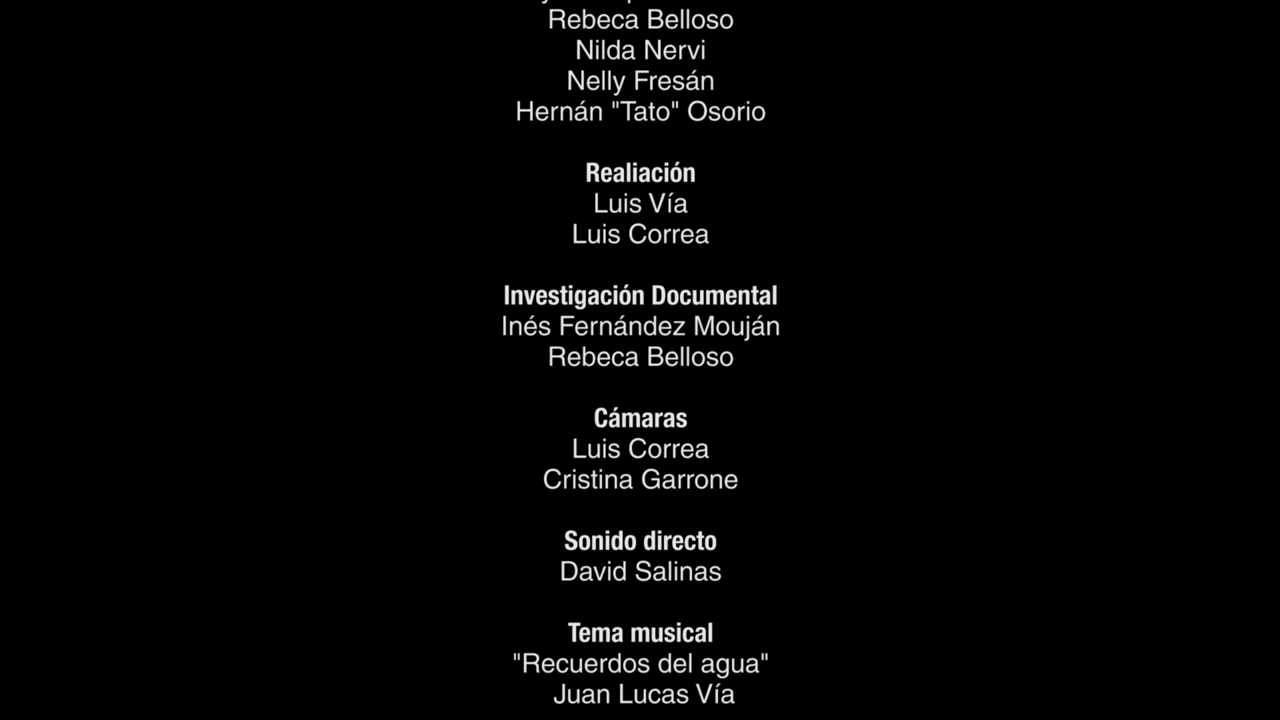 Rebeca Belloso
Nilda Nervi
Nelly Fresán
Hernán "Tato" Osorio
Realiación
Luis Vía
Luis Correa
Investigación Documental
Inés Fernández Mouján
Rebeca Belloso
Cámaras
Luis Correa
Cristina Garrone
Sonido directo
David Salinas
Tema musical
"Recuerdos del agua"
Juan Lucas Vía